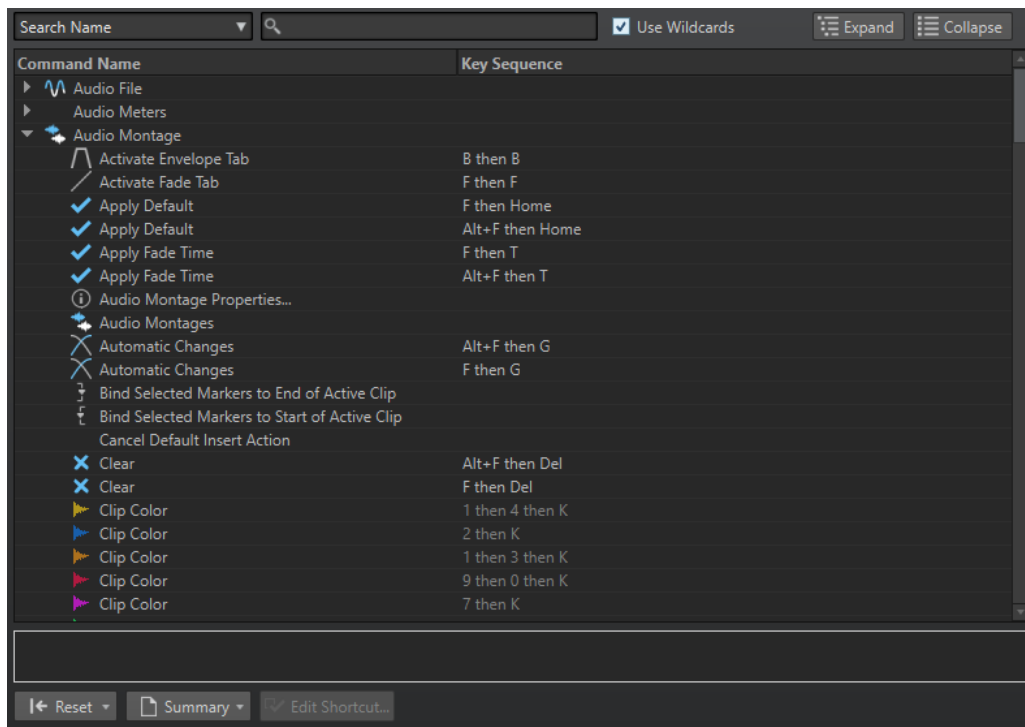 Search Name
Use Wildcards
Expand
Collapse
Command Name Key Sequence
Audio File
Audio Meters
Audio Montage
Activate Envelope Tab B then B
Activate Fade Tab F then F
Apply Default F then Home
Apply Default Alt+F then Home
Apply Fade Time F then T
Apply Fade Time Alt+F then T
Audio Montage Properties...
Audio Montages
Automatic Changes Alt+F then G
Automatic Changes F then G
Bind Selected Markers to End of Active Clip
Bind Selected Markers to Start of Active Clip
Cancel Default Insert Action
Clear Alt+F then Del
Clear F then Del
Clip Color 1 then 4 then K
Clip Color 2 then K
Clip Color 1 then 3 then K
Clip Color 9 then 0 then K
Clip Color 7 then K
Reset
Summary
Edit Shortcut...